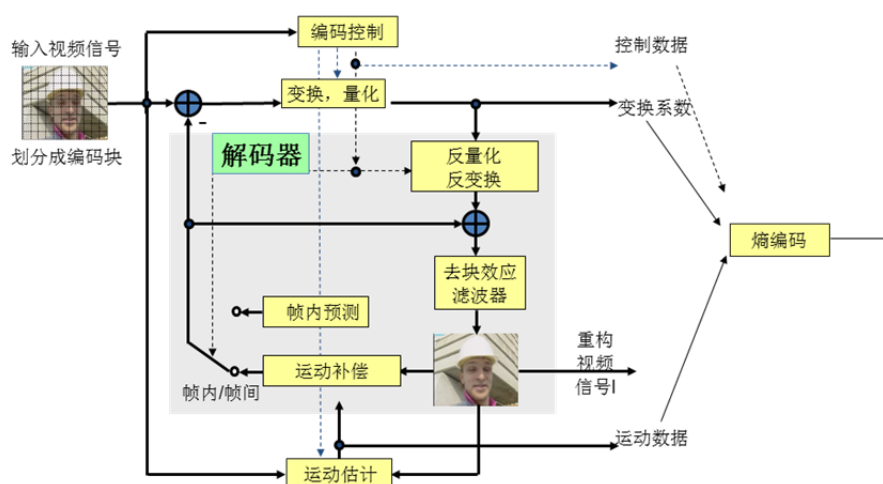 编码控制
输入视频信号
控制数据
变换，量化
变换系数
划分成编码块
-
解码器
反量化
反变换
熵编码
去块效应
滤波器
帧内预测
重构
视频
信号l
运动补偿
帧内/帧间
运动数据
运动估计